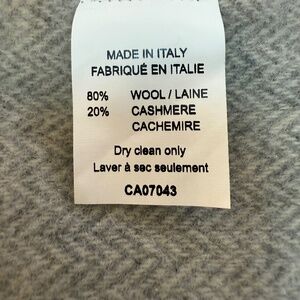 MADE IN ITALY
FABRIQUÉ EN ITALIE
80% WOOL / LAINE
20% CASHMERE
CACHEMIRE
Dry clean only
Laver à sec seulement
CA07043